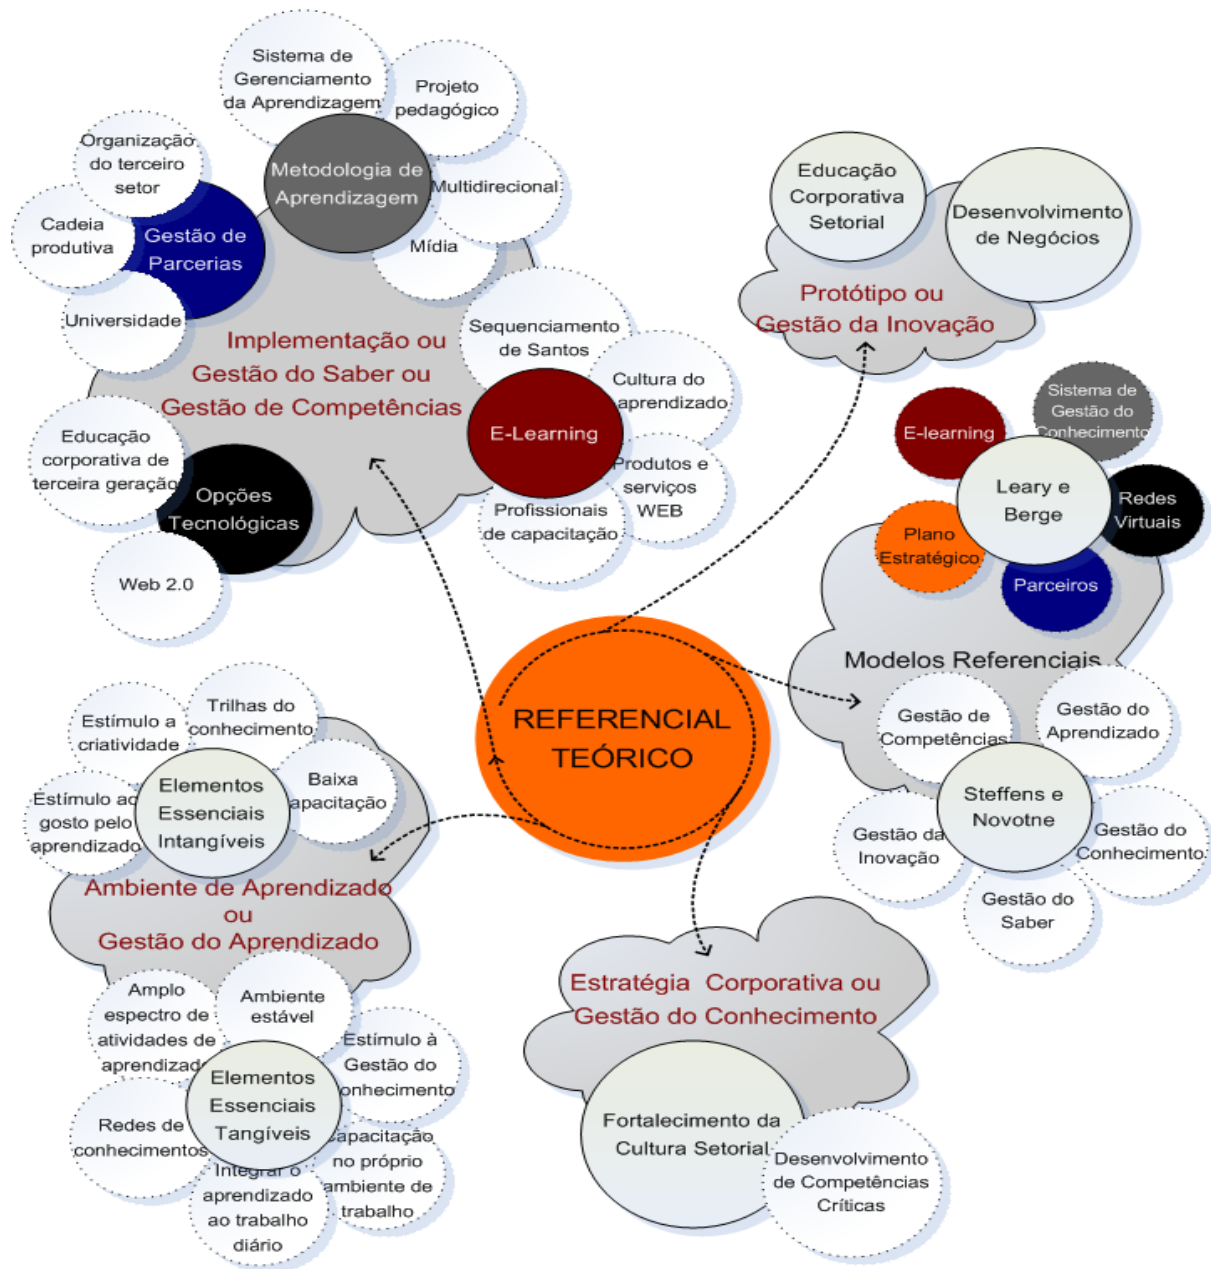 Sistema de
Gerenciamento
da Aprendizagem
Projeto
pedagógico
Metodologia de
Aprendizagem
Multidirecional
Mídia
Organização
do terceiro
setor
Cadeia
produtiva
Gestão de
Parcerias
Universidade
Implementação ou
Gestão do Saber ou
Gestão de Competências
Sequenciamento
de Santos
Cultura do
aprendizado
E-Learning
Produtos e
serviços
WEB
Profissionais
de capacitação
Educação
corporativa de
terceira geração
Opções
Tecnológicas
Web 2.0
Educação
Corporativa
Setorial
Desenvolvimento
de Negócios
Protótipo ou
Gestão da Inovação
E-learning
Sistema de
Gestão do
Conhecimento
Leary e
Berge
Redes
Virtuais
Plano
Estratégico
Parceiros
Modelos Referenciais
Gestão de
Competências
Gestão do
Aprendizado
Steffens e
Novotne
Gestão da
Inovação
Gestão do
Conhecimento
Gestão do
Saber
REFERENCIAL
TEÓRICO
Estímulo a
criatividade
Trilhas do
conhecimento
Elementos
Essenciais
Intangíveis
Baixa
apacitação
Estímulo ao
gosto pelo
aprendizado
Ambiente de Aprendizado
ou
Gestão do Aprendizado
Amplo
espectro de
atividades de
aprendizado
Ambiente
estável
Estímulo à
Gestão do
onhecimento
Elementos
Essenciais
Tangíveis
Redes de
conhecimentos
Integrar o
aprendizado
ao trabalho
diário
Capacitação
no próprio
ambiente de
trabalho
Estratégia Corporativa ou
Gestão do Conhecimento
Fortalecimento da
Cultura Setorial
Desenvolvimento
de Competências
Críticas